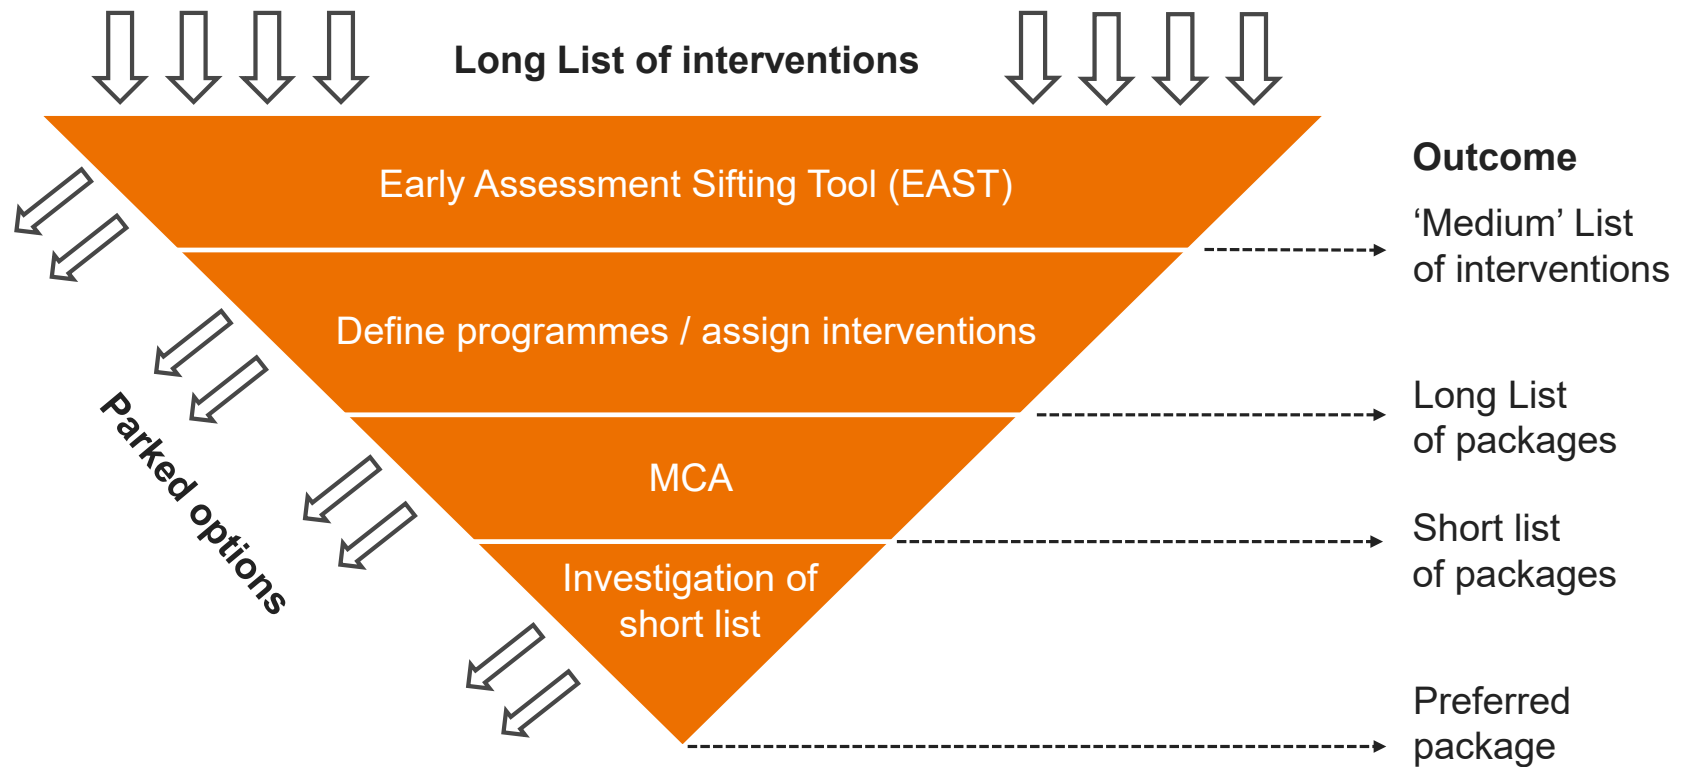 Long List of interventions
Early Assessment Sifting Tool (EAST)
Define programmes / assign interventions
MCA
Investigation of
short list
Parked options
Outcome
‘Medium’ List
of interventions
Long List
of packages
Short list
of packages
Preferred
package